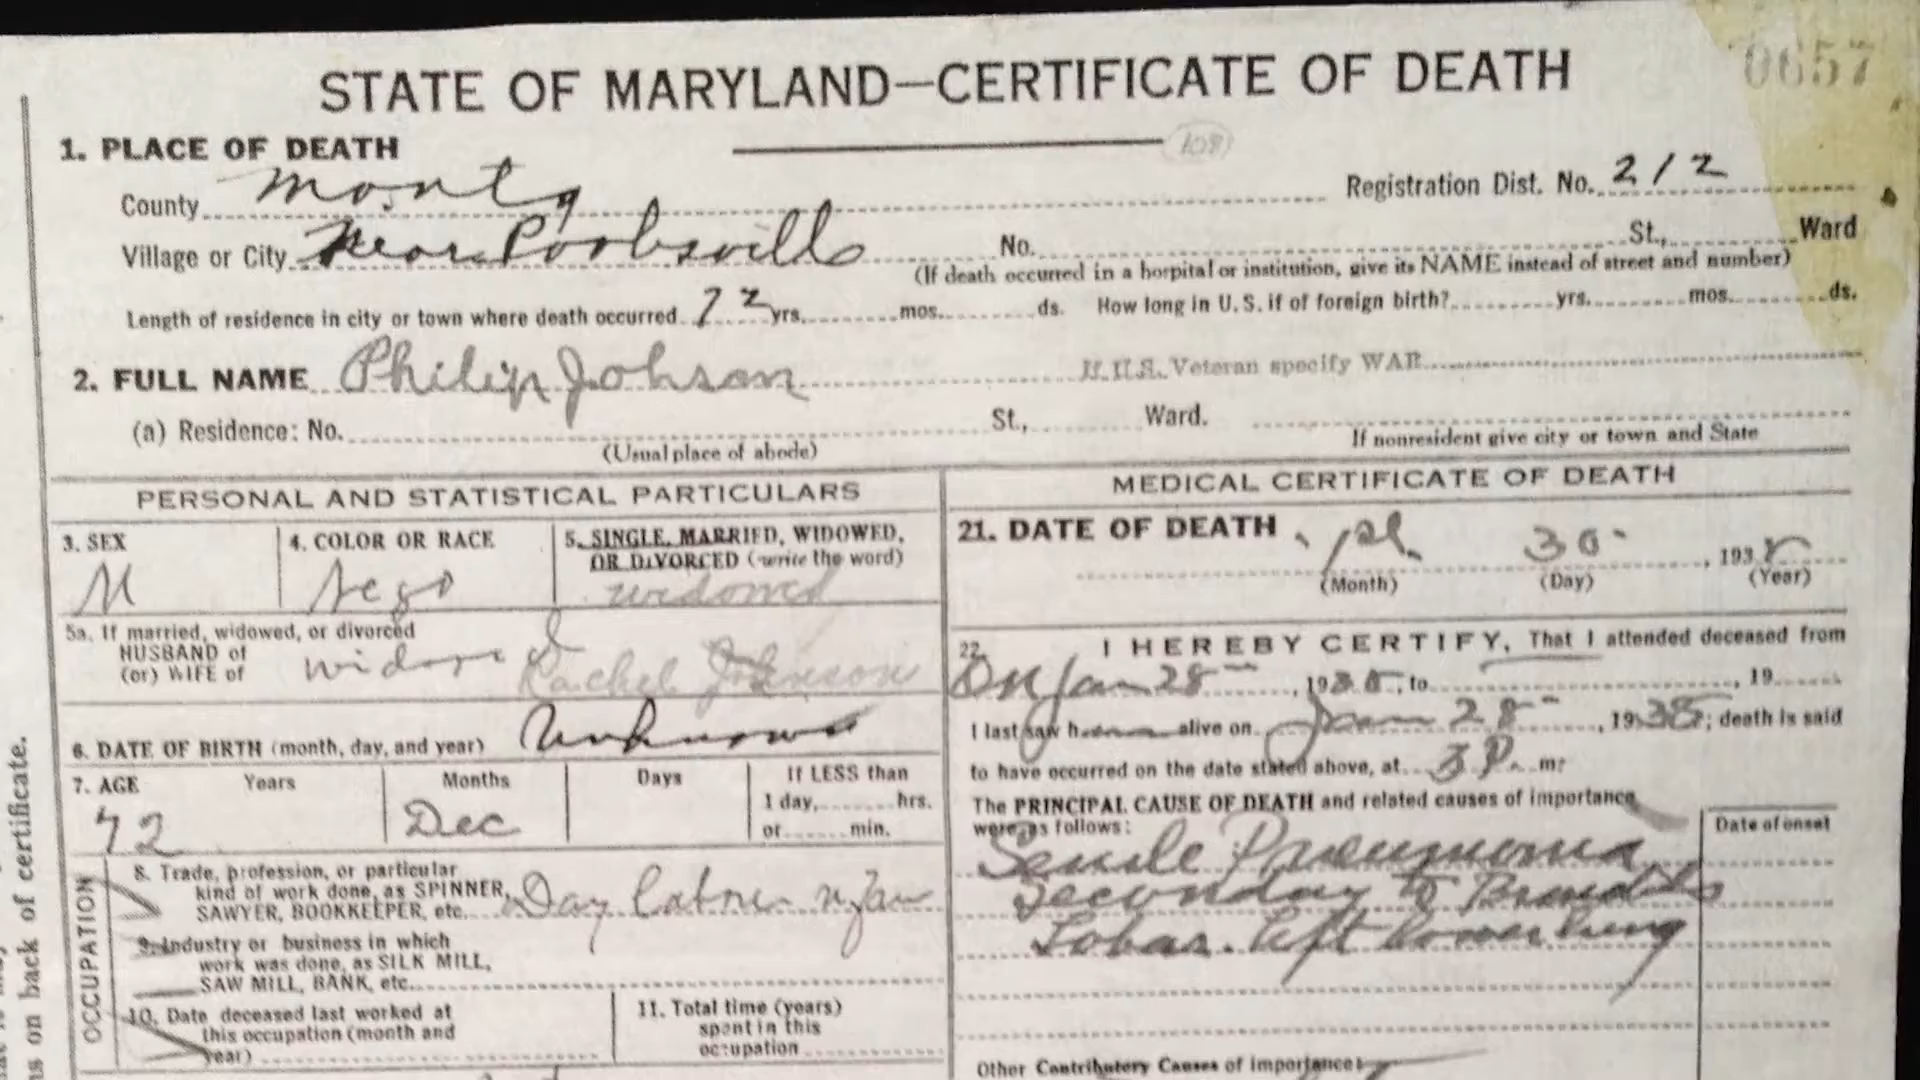 0657
STATE OF MARYLAND—CERTIFICATE OF DEATH
108
1. PLACE OF DEATH
County Montg Registration Dist. No. 212
Village or City Near Poolesville No. St., Ward
(If death occurred in a hospital or institution, give its NAME instead of street and number)
Length of residence in city or town where death occurred 72 yrs. mos. ds. How long in U. S. if of foreign birth? yrs. mos. ds.
2. FULL NAME Philip Johson If U.S. Veteran specify WAR
(a) Residence: No. St., Ward.
(Usual place of abode) If nonresident give city or town and State
PERSONAL AND STATISTICAL PARTICULARS
3. SEX 4. COLOR OR RACE 5. SINGLE, MARRIED, WIDOWED,
OR DIVORCED (write the word)
M Nego widowed
5a. If married, widowed, or divorced
HUSBAND of
(or) WIFE of Rachel Johnson
6. DATE OF BIRTH (month, day, and year) Unknown
7. AGE Years Months Days If LESS than
1 day, hrs.
or min.
72 Dec
OCCUPATION
8. Trade, profession, or particular
kind of work done, as SPINNER,
SAWYER, BOOKKEEPER, etc. Day Labrer
9. Industry or business in which
work was done, as SILK MILL,
SAW MILL, BANK, etc.
10. Date deceased last worked at
this occupation (month and
year)
11. Total time (years)
spent in this
occupation
MEDICAL CERTIFICATE OF DEATH
21. DATE OF DEATH 30 , 193
(Month) (Day) (Year)
22. I HEREBY CERTIFY, That I attended deceased from
On Jan 28 , 19 , to , 19
I last saw h alive on Jan 28 , 1938; death is said
to have occurred on the date stated above, at 3 P. m.
The PRINCIPAL CAUSE OF DEATH and related causes of importance
were as follows: Date of onset
Senile Pneumonia
Secondary to Bronchitis
Lobar. left lower lung
Other Contributory Causes of importance:
s on back of certificate.